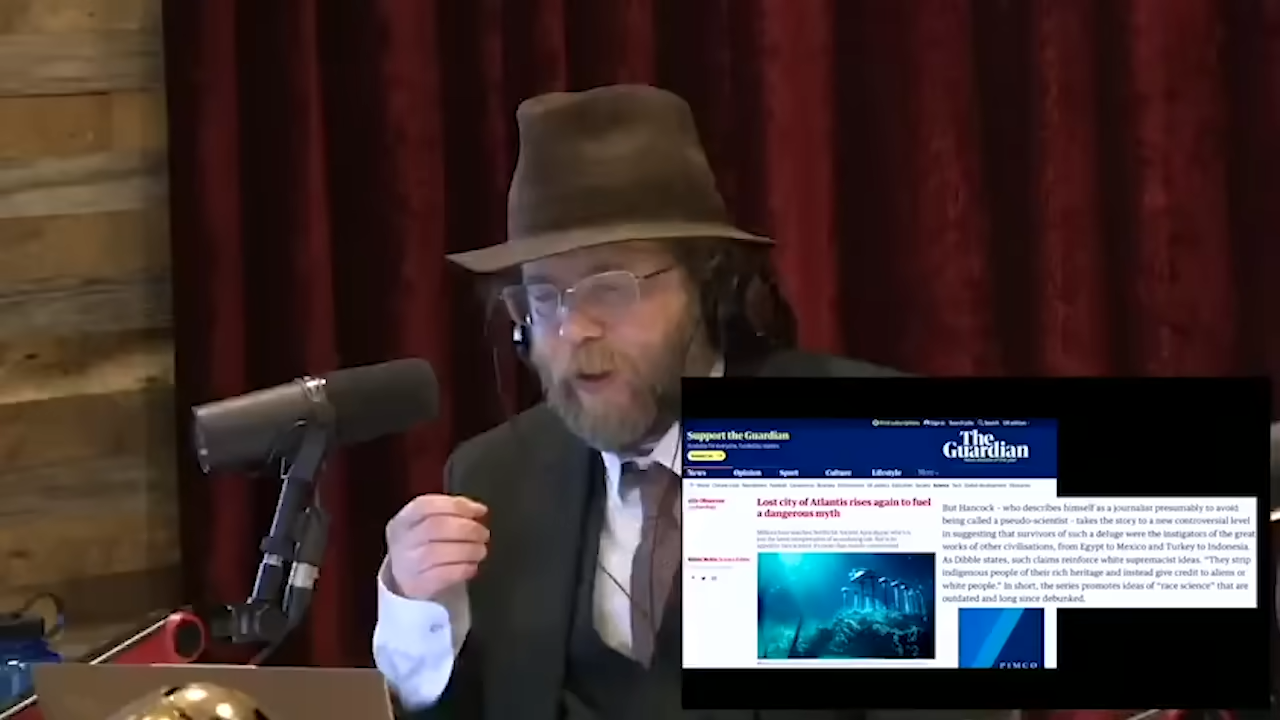 Support the Guardian
The
Guardian
News
Opinion
Sport
Culture
Lifestyle
More
Lost city of Atlantis rises again to fuel
a dangerous myth
But Hancock – who describes himself as a journalist presumably to avoid
being called a pseudo-scientist – takes the story to a new controversial level
in suggesting that survivors of such a deluge were the instigators of the great
works of other civilisations, from Egypt to Mexico and Turkey to Indonesia.
As Dibble states, such claims reinforce white supremacist ideas. “They strip
indigenous people of their rich heritage and instead give credit to aliens or
white people.” In short, the series promotes ideas of “race science” that are
outdated and long since debunked.
PIMCO